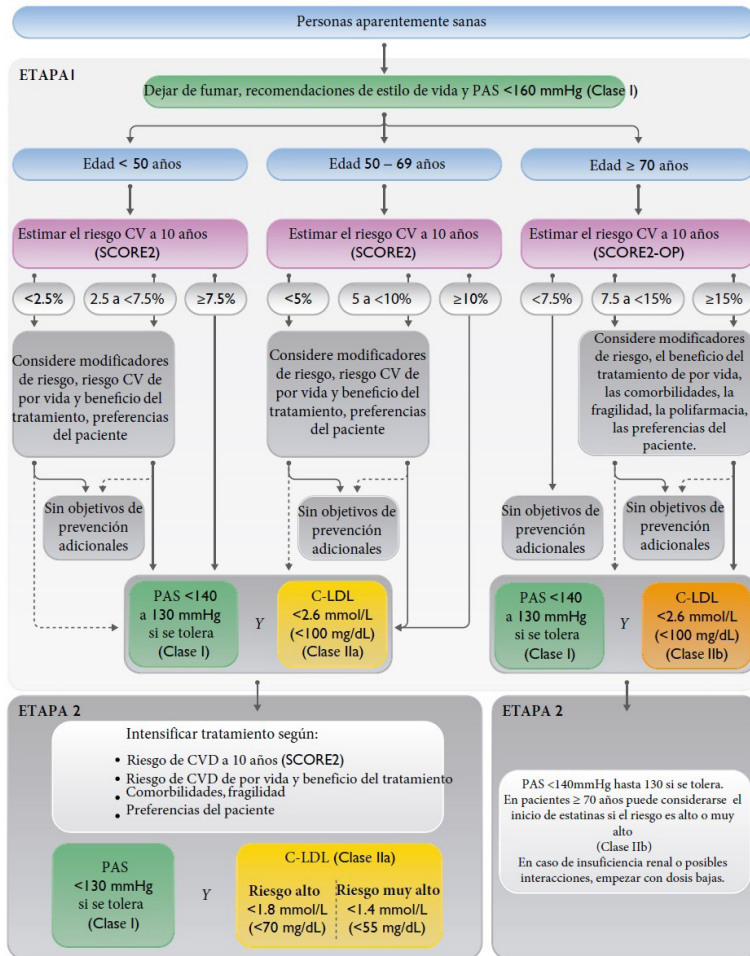 Personas aparentemente sanas
ETAPA1
Dejar de fumar, recomendaciones de estilo de vida y PAS <160 mmHg (Clase I)
Edad < 50 años
Edad 50 – 69 años
Edad ≥ 70 años
Estimar el riesgo CV a 10 años
(SCORE2)
Estimar el riesgo CV a 10 años
(SCORE2)
Estimar el riesgo CV a 10 años
(SCORE2-OP)
<2.5%
2.5 a <7.5%
≥7.5%
<5%
5 a <10%
≥10%
<7.5%
7.5 a <15%
≥15%
Considere modificadores
de riesgo, riesgo CV de
por vida y beneficio del
tratamiento, preferencias
del paciente
Considere modificadores
de riesgo, riesgo CV de
por vida y beneficio del
tratamiento, preferencias
del paciente
Considere modificadores
de riesgo, el beneficio del
tratamiento de por vida,
las comorbilidades, la
fragilidad, la polifarmacia,
las preferencias del
paciente.
Sin objetivos de
prevención
adicionales
Sin objetivos de
prevención
adicionales
Sin objetivos de
prevención
adicionales
Sin objetivos de
prevención
adicionales
PAS <140
a 130 mmHg
si se tolera
(Clase I)
Y
C-LDL
<2.6 mmol/L
(<100 mg/dL)
(Clase IIa)
PAS <140
a 130 mmHg
si se tolera
(Clase I)
Y
C-LDL
<2.6 mmol/L
(<100 mg/dL)
(Clase IIb)
ETAPA 2
Intensificar tratamiento según:
• Riesgo de CVD a 10 años (SCORE2)
• Riesgo de CVD de por vida y beneficio del tratamiento
• Comorbilidades, fragilidad
• Preferencias del paciente
PAS
<130 mmHg
si se tolera
(Clase I)
Y
C-LDL (Clase IIa)
Riesgo alto
<1.8 mmol/L
(<70 mg/dL)
Riesgo muy alto
<1.4 mmol/L
(<55 mg/dL)
ETAPA 2
PAS <140mmHg hasta 130 si se tolera.
En pacientes ≥ 70 años puede considerarse el
inicio de estatinas si el riesgo es alto o muy
alto
(Clase IIb)
En caso de insuficiencia renal o posibles
interacciones, empezar con dosis bajas.